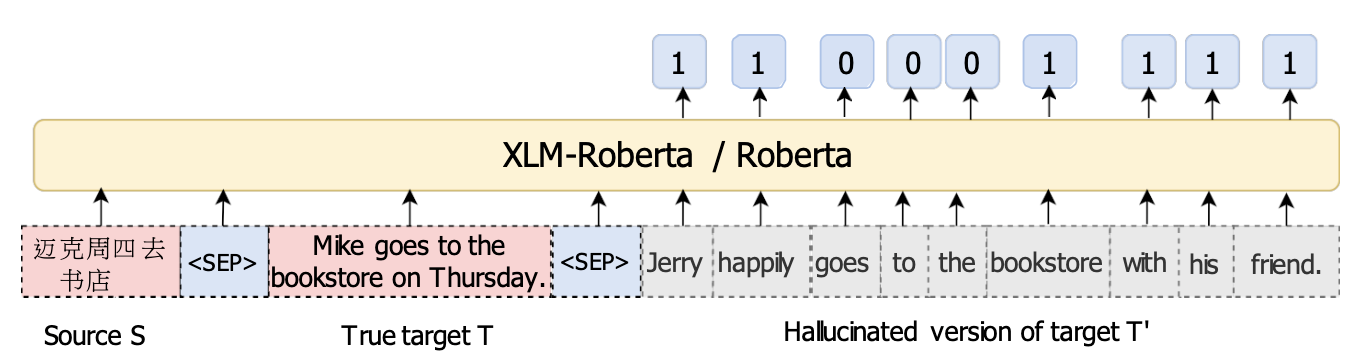 1 1 0 0 0 1 1 1 1
XLM-Roberta / Roberta
迈克周四去
书店
<SEP>
Mike goes to the
bookstore on Thursday.
<SEP>
Jerry happily goes to the bookstore with his friend.
Source S
True target T
Hallucinated version of target T'